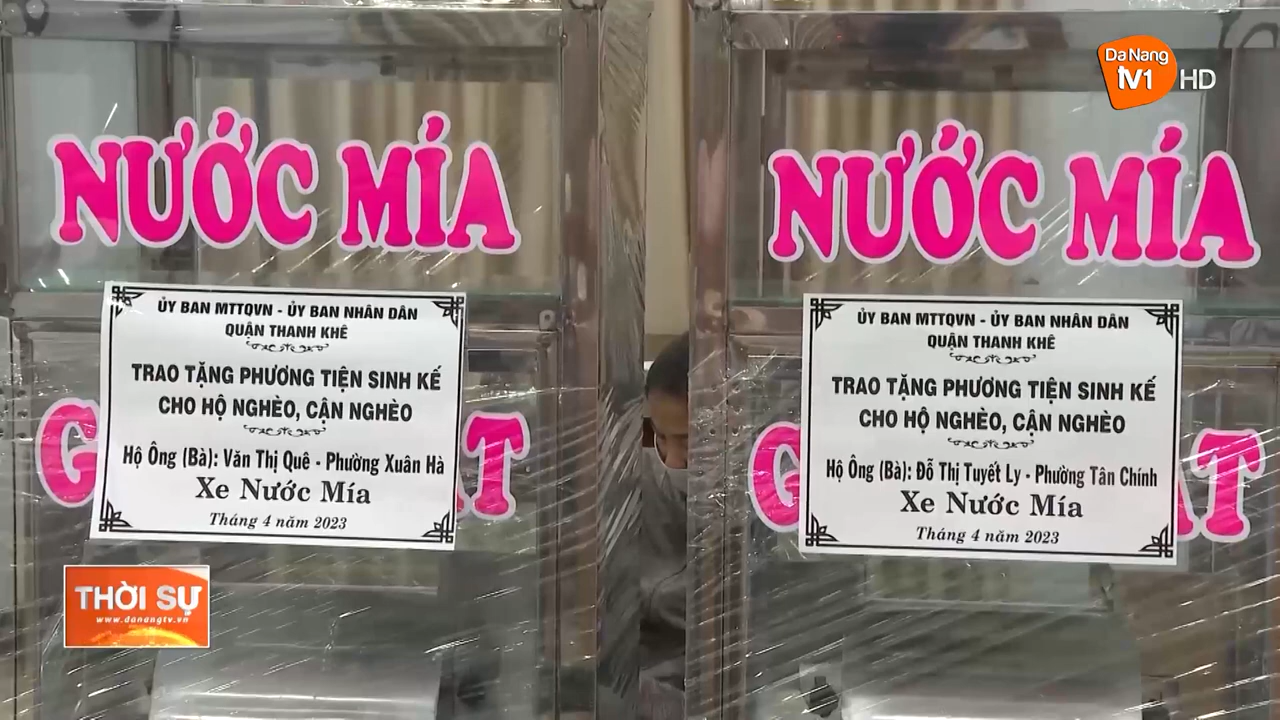 DaNang
TV1 HD
NƯỚC MÍA
ỦY BAN MTTQVN - ỦY BAN NHÂN DÂN
QUẬN THANH KHÊ
TRAO TẶNG PHƯƠNG TIỆN SINH KẾ
CHO HỘ NGHÈO, CẬN NGHÈO
Hộ Ông (Bà): Văn Thị Quê - Phường Xuân Hà
Xe Nước Mía
Tháng 4 năm 2023
NƯỚC MÍA
ỦY BAN MTTQVN - ỦY BAN NHÂN DÂN
QUẬN THANH KHÊ
TRAO TẶNG PHƯƠNG TIỆN SINH KẾ
CHO HỘ NGHÈO, CẬN NGHÈO
Hộ Ông (Bà): Đỗ Thị Tuyết Ly - Phường Tân Chính
Xe Nước Mía
Tháng 4 năm 2023
THỜI SỰ
www.danangtv.vn